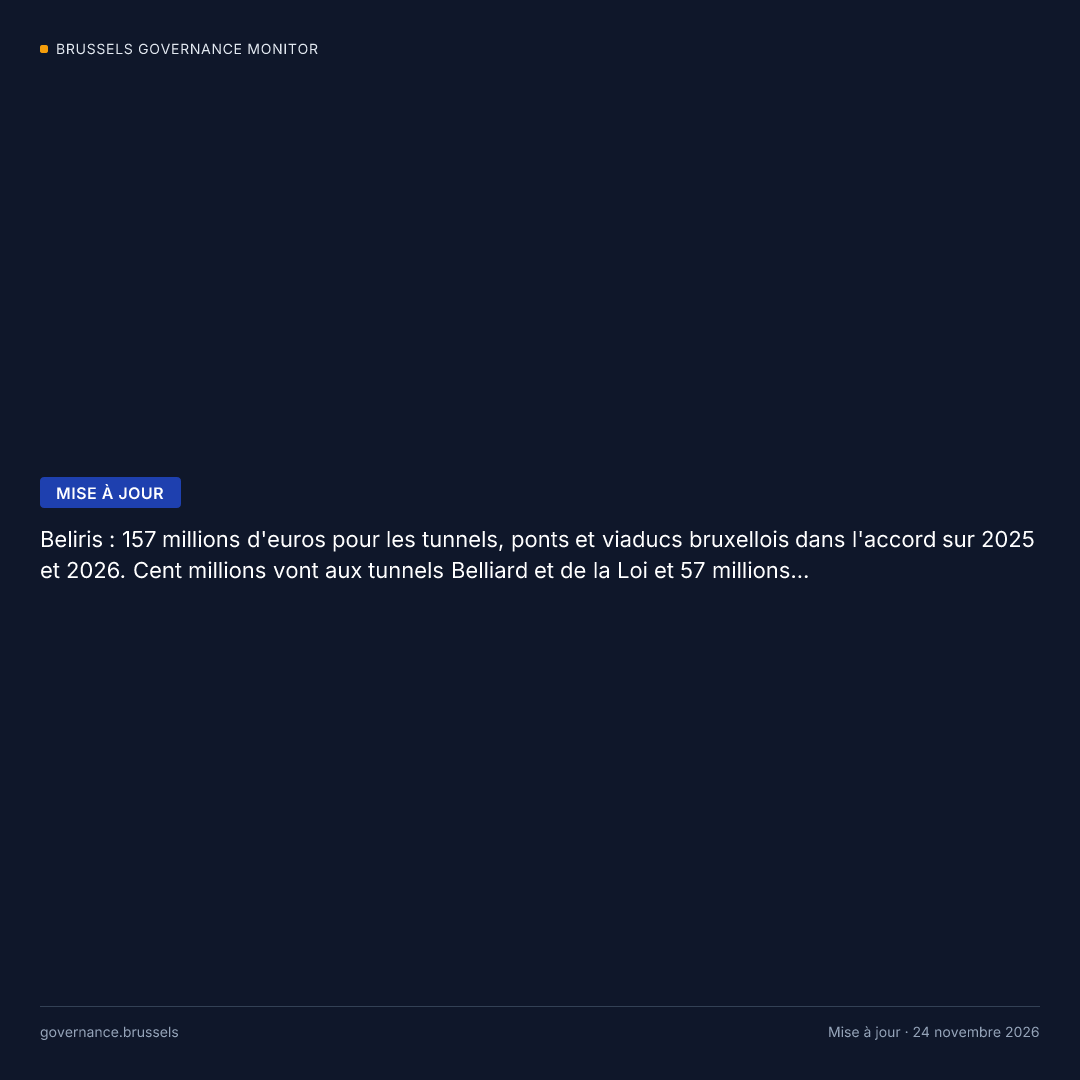 BRUSSELS GOVERNANCE MONITOR
MISE À JOUR
Beliris : 157 millions d'euros pour les tunnels, ponts et viaducs bruxellois dans l'accord sur 2025
et 2026. Cent millions vont aux tunnels Belliard et de la Loi et 57 millions...
governance.brussels
Mise à jour · 24 novembre 2026